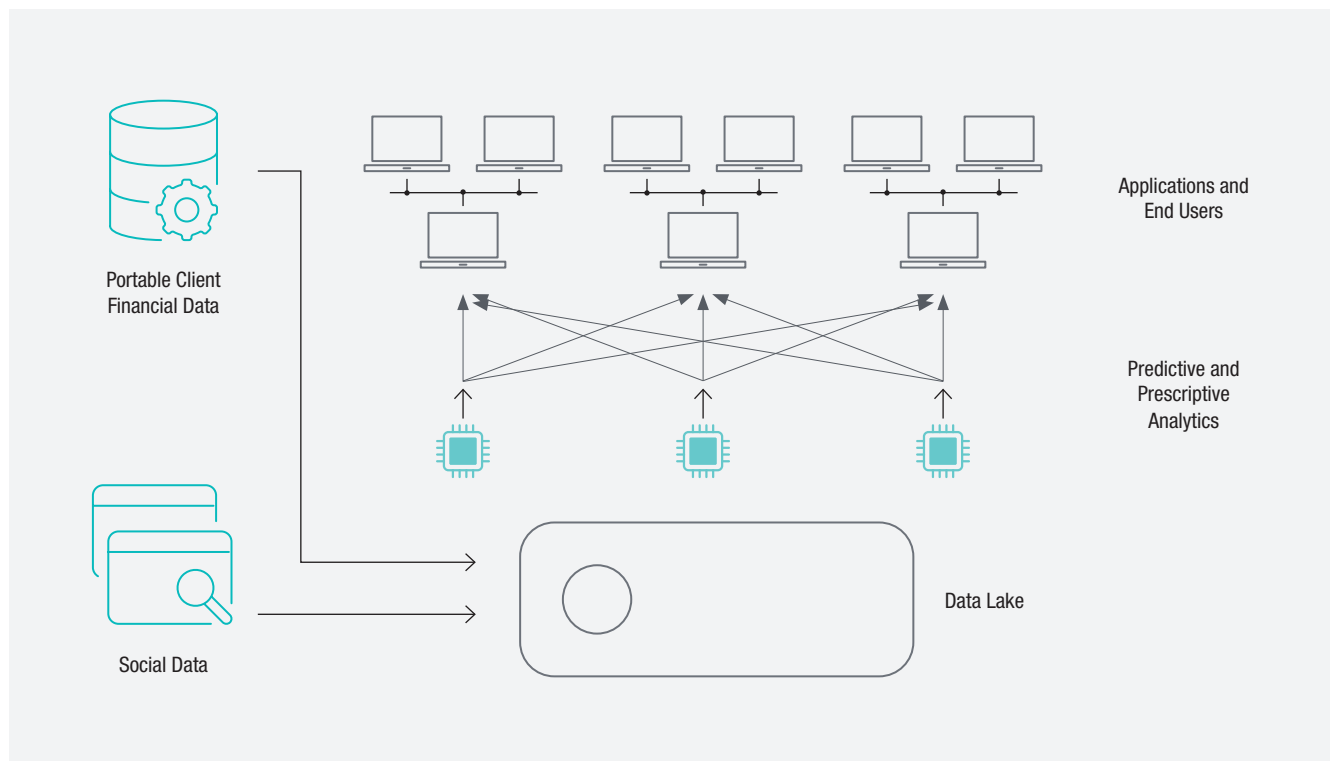 Portable Client
Financial Data
Social Data
Applications and
End Users
Predictive and
Prescriptive
Analytics
Data Lake